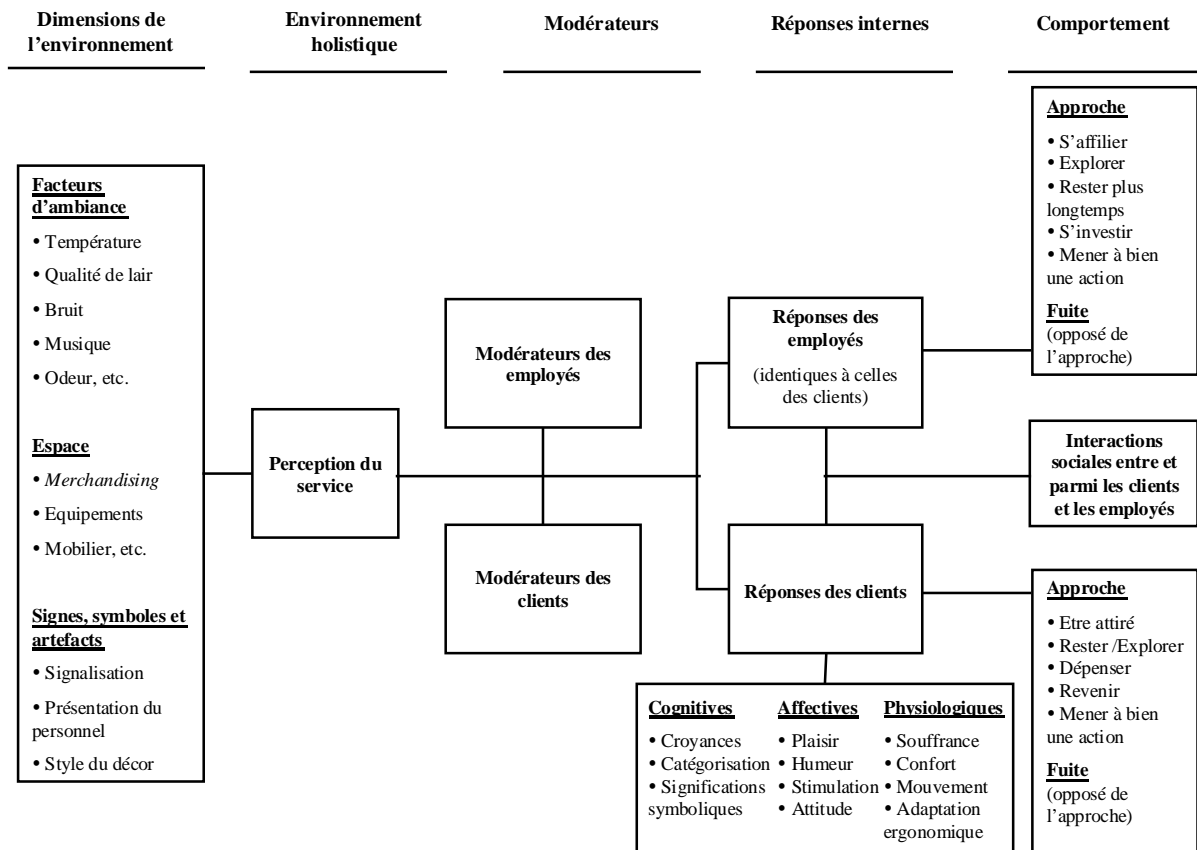 Dimensions de
l’environnement
Environnement
holistique
Modérateurs
Réponses internes
Comportement
Facteurs
d’ambiance
• Température
• Qualité de lair
• Bruit
• Musique
• Odeur, etc.
Espace
• Merchandising
• Equipements
• Mobilier, etc.
Signes, symboles et
artefacts
• Signalisation
• Présentation du
personnel
• Style du décor
Perception du
service
Modérateurs des
employés
Modérateurs des
clients
Réponses des
employés
(identiques à celles
des clients)
Réponses des clients
Cognitives
• Croyances
• Catégorisation
• Significations
symboliques
Affectives
• Plaisir
• Humeur
• Stimulation
• Attitude
Physiologiques
• Souffrance
• Confort
• Mouvement
• Adaptation
ergonomique
Approche
• S’affilier
• Explorer
• Rester plus
longtemps
• S’investir
• Mener à bien
une action
Fuite
(opposé de
l’approche)
Interactions
sociales entre et
parmi les clients
et les employés
Approche
• Etre attiré
• Rester /Explorer
• Dépenser
• Revenir
• Mener à bien
une action
Fuite
(opposé de
l’approche)